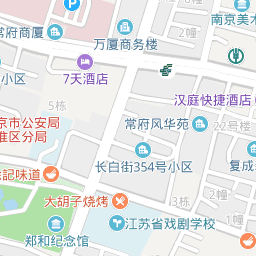 常府商厦
万厦商务楼
南京美术
7天酒店
小区
5栋
汉庭快捷酒店
1幢
京市公安局
淮区分局
常府风华苑
22号楼
长白街354号小区
2幢
复成
味道
大胡子烧烤
2幢
江苏省戏剧学校
郑和纪念馆